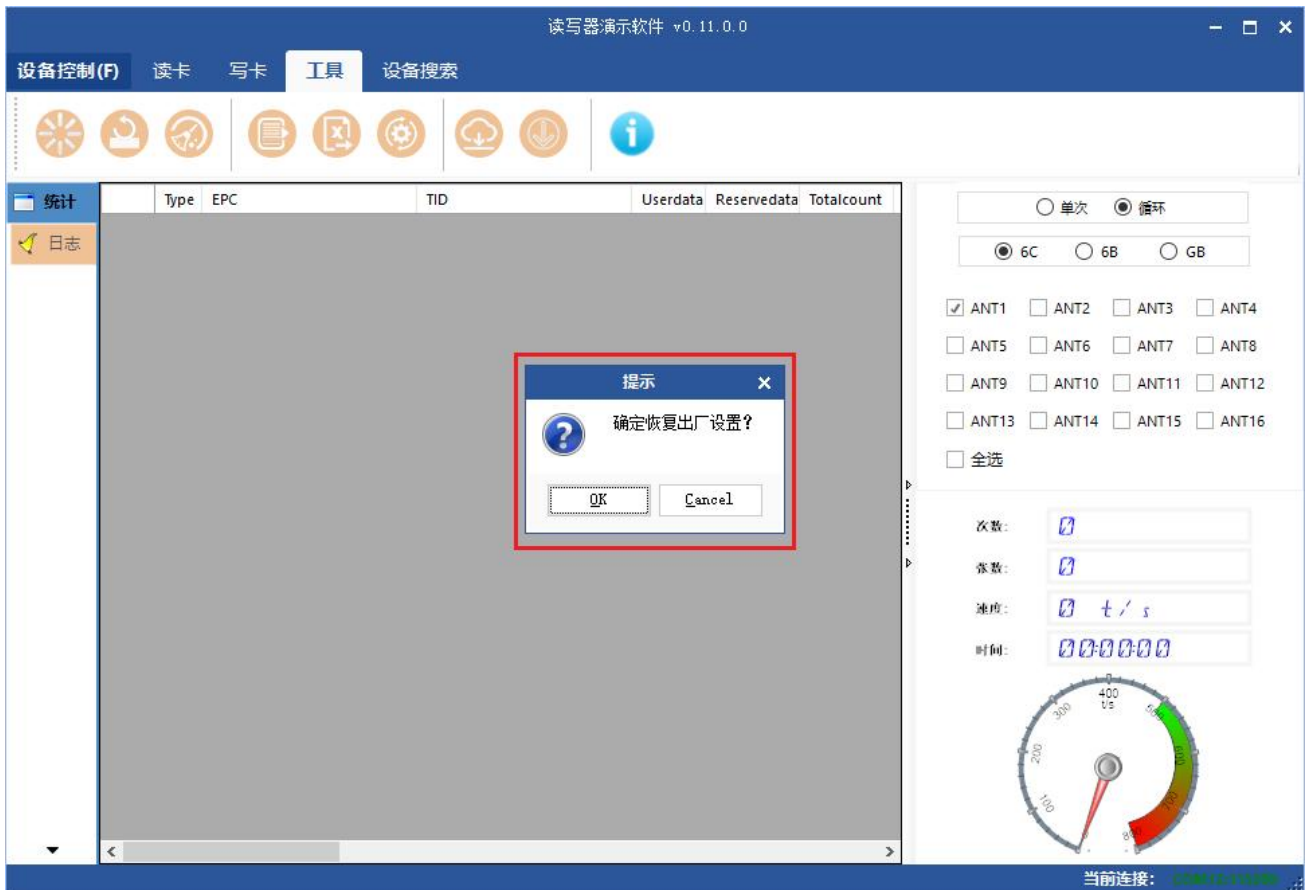 读写器演示软件 v0.11.0.0
设备控制(F) 读卡 写卡 工具 设备搜索
统计
日志
Type EPC TID Userdata Reservedata Totalcount
单次 循环
6C 6B GB
ANT1 ANT2 ANT3 ANT4
ANT5 ANT6 ANT7 ANT8
ANT9 ANT10 ANT11 ANT12
ANT13 ANT14 ANT15 ANT16
全选
提示
确定恢复出厂设置?
OK Cancel
次数: 0
张数: 0
速度: 0 t/s
时间: 00:00:00
400
t/s
300 500
200 600
100 700
0 800
当前连接: